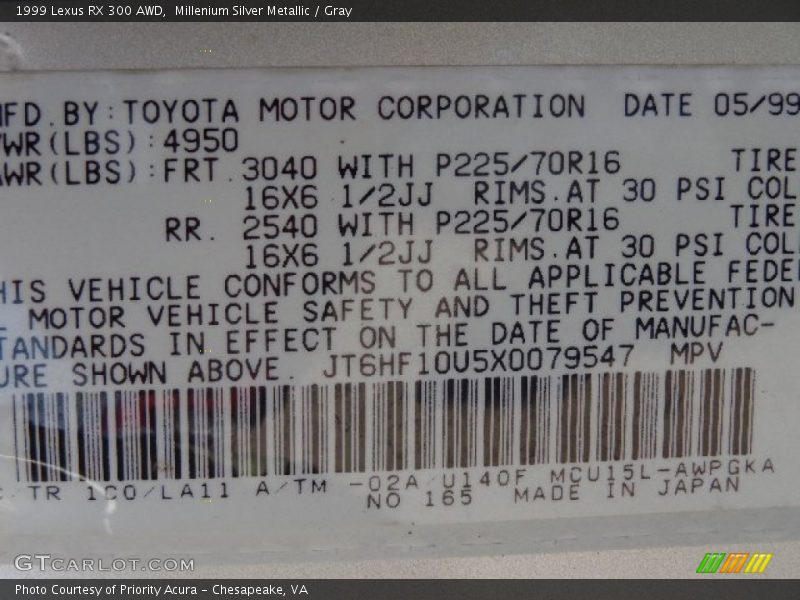 1999 Lexus RX 300 AWD,  Millenium Silver Metallic / Gray
MFD.BY:TOYOTA MOTOR CORPORATION  DATE 05/99
VWR(LBS):4950
AWR(LBS):FRT.3040 WITH P225/70R16  TIRE
16X6 1/2JJ  RIMS.AT 30 PSI COL
RR. 2540 WITH P225/70R16  TIRE
16X6 1/2JJ  RIMS.AT 30 PSI COL
HIS VEHICLE CONFORMS TO ALL APPLICABLE FEDE
MOTOR VEHICLE SAFETY AND THEFT PREVENTION
TANDARDS IN EFFECT ON THE DATE OF MANUFAC-
URE SHOWN ABOVE. JT6HF10U5X0079547  MPV
C/TR 1C0/LA11 A/TM -02A/U140F MCU15L-AWPGKA
NO 165  MADE IN JAPAN
GTCARLOT.COM
Photo Courtesy of Priority Acura – Chesapeake, VA